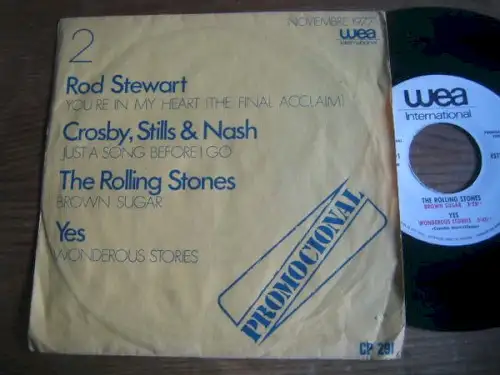 2
NOVEMBRE 1977
wea
international
Rod Stewart
YOU'RE IN MY HEART (THE FINAL ACCLAIM)
Crosby, Stills & Nash
JUST A SONG BEFORE I GO
The Rolling Stones
BROWN SUGAR
Yes
WONDEROUS STORIES
PROMOCIONAL
CP 291
wea
International
THE ROLLING STONES
BROWN SUGAR
YES
WONDEROUS STORIES